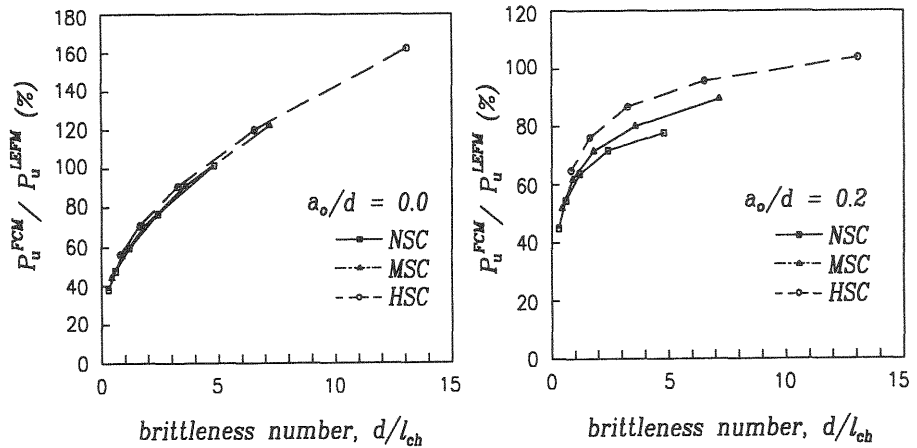 180
160
140
120
100
80
60
40
20
0
P_u^FCM / P_u^LEFM (%)
a_o/d = 0.0
NSC
MSC
HSC
0 5 10 15
brittleness number, d/l_ch
120
100
80
60
40
20
0
P_u^FCM / P_u^LEFM (%)
a_o/d = 0.2
NSC
MSC
HSC
0 5 10 15
brittleness number, d/l_ch